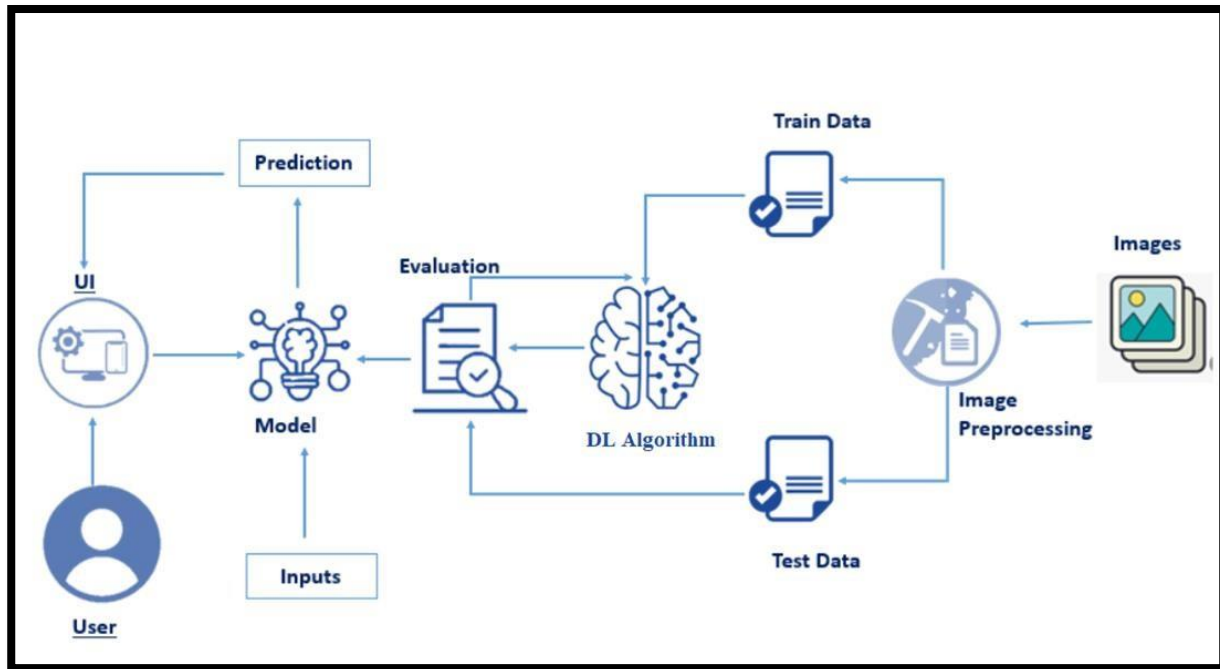 Train Data
Prediction
Images
Evaluation
UI
Image
Preprocessing
Model
DL Algorithm
Test Data
Inputs
User